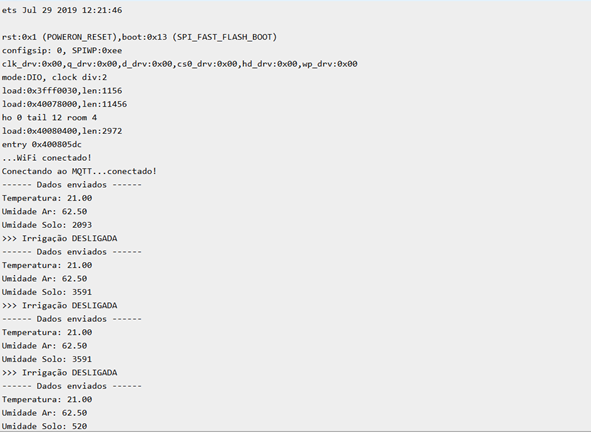 ets Jul 29 2019 12:21:46
rst:0x1 (POWERON_RESET),boot:0x13 (SPI_FAST_FLASH_BOOT)
configsip: 0, SPIWP:0xee
clk_drv:0x00,q_drv:0x00,d_drv:0x00,cs0_drv:0x00,hd_drv:0x00,wp_drv:0x00
mode:DIO, clock div:2
load:0x3fff0030,len:1156
load:0x40078000,len:11456
ho 0 tail 12 room 4
load:0x40080400,len:2972
entry 0x400805dc
...WiFi conectado!
Conectando ao MQTT...conectado!
------ Dados enviados ------
Temperatura: 21.00
Umidade Ar: 62.50
Umidade Solo: 2093
>>> Irrigação DESLIGADA
------ Dados enviados ------
Temperatura: 21.00
Umidade Ar: 62.50
Umidade Solo: 3591
>>> Irrigação DESLIGADA
------ Dados enviados ------
Temperatura: 21.00
Umidade Ar: 62.50
Umidade Solo: 3591
>>> Irrigação DESLIGADA
------ Dados enviados ------
Temperatura: 21.00
Umidade Ar: 62.50
Umidade Solo: 520